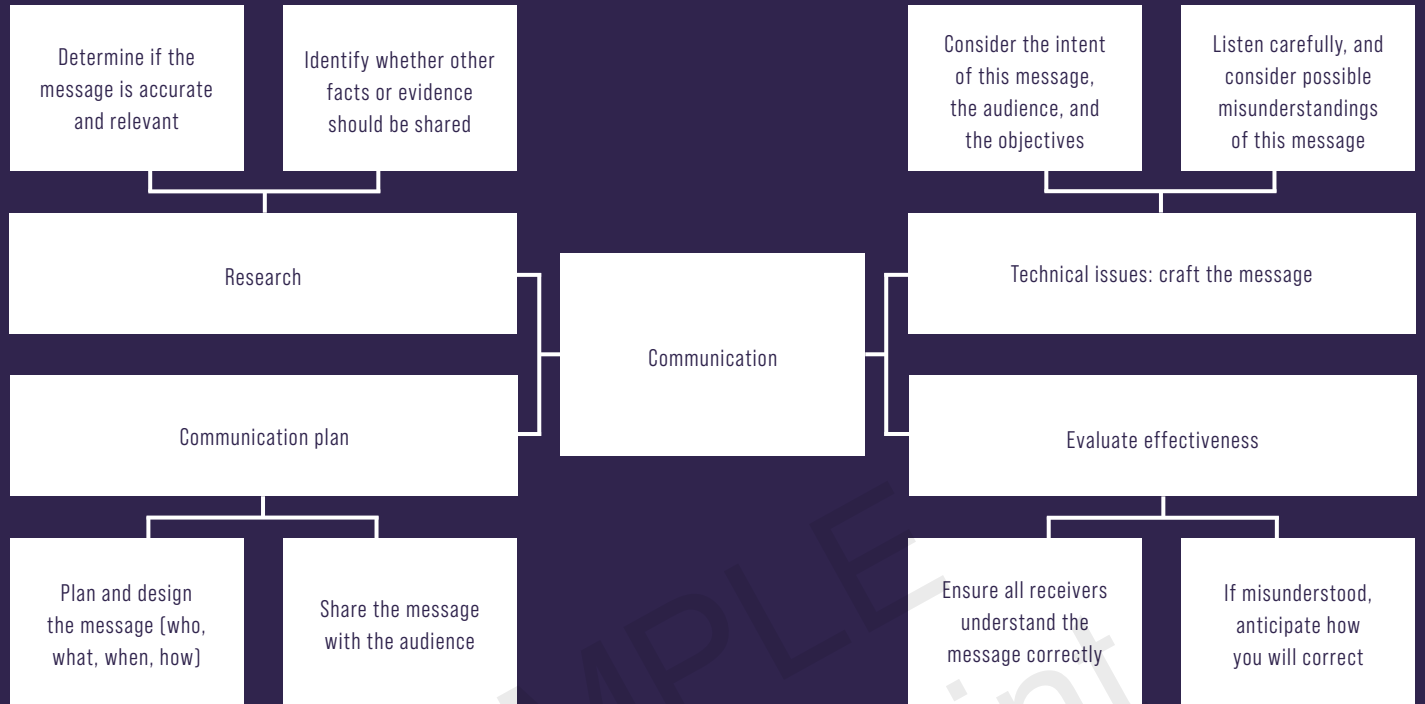 Determine if the
message is accurate
and relevant
Identify whether other
facts or evidence
should be shared
Consider the intent
of this message,
the audience, and
the objectives
Listen carefully, and
consider possible
misunderstandings
of this message
Research
Technical issues: craft the message
Communication
Communication plan
Evaluate effectiveness
Plan and design
the message (who,
what, when, how)
Share the message
with the audience
Ensure all receivers
understand the
message correctly
If misunderstood,
anticipate how
you will correct